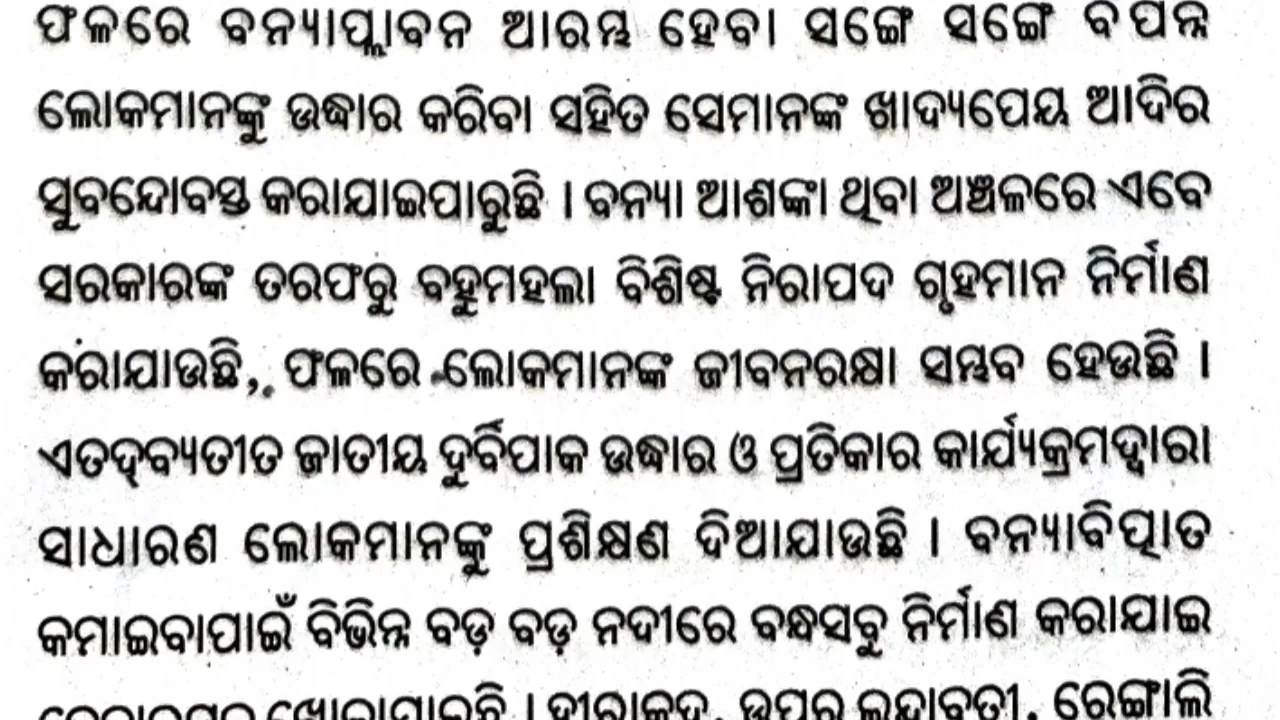 ଫଳରେ ବନ୍ୟାପ୍ଲାବନ ଆରମ୍ଭ ହେବା ସଙ୍ଗେ ସଙ୍ଗେ ବିପନ୍ନ
ଲୋକମାନଙ୍କୁ ଉଦ୍ଧାର କରିବା ସହିତ ସେମାନଙ୍କ ଖାଦ୍ୟପେୟ ଆଦିର
ସୁବନ୍ଦୋବସ୍ତ କରାଯାଇପାରୁଛି । ବନ୍ୟା ଆଶଙ୍କା ଥିବା ଅଞ୍ଚଳରେ ଏବେ
ସରକାରଙ୍କ ତରଫରୁ ବହୁମହଲା ବିଶିଷ୍ଟ ନିରାପଦ ଗୃହମାନ ନିର୍ମାଣ
କରାଯାଉଛି, ଫଳରେ ଲୋକମାନଙ୍କ ଜୀବନରକ୍ଷା ସମ୍ଭବ ହେଉଛି ।
ଏତଦ୍‌ବ୍ୟତୀତ ଜାତୀୟ ଦୁର୍ବିପାକ ଉଦ୍ଧାର ଓ ପ୍ରତିକାର କାର୍ଯ୍ୟକ୍ରମଦ୍ୱାରା
ସାଧାରଣ ଲୋକମାନଙ୍କୁ ପ୍ରଶିକ୍ଷଣ ଦିଆଯାଉଛି । ବନ୍ୟାବିତ୍ପାତ
କମାଇବାପାଇଁ ବିଭିନ୍ନ ବଡ଼ ବଡ଼ ନଦୀରେ ବନ୍ଧସବୁ ନିର୍ମାଣ କରାଯାଇ
ରେଙ୍ଗାଲି